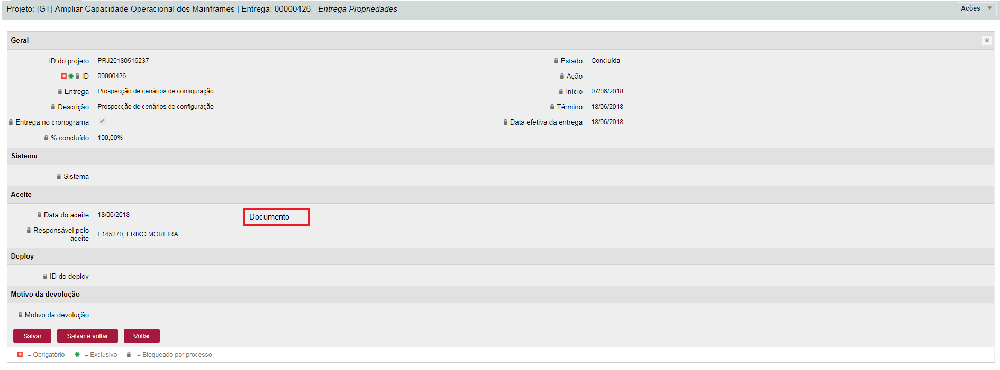 Projeto: [GT] Ampliar Capacidade Operacional dos Mainframes | Entrega: 00000426 - Entrega Propriedades
Ações
Geral
*
ID do projeto PRJ20180516237
Estado Concluída
ID 00000426
Ação
Entrega Prospecção de cenários de configuração
Início 07/06/2018
Descrição Prospecção de cenários de configuração
Término 18/06/2018
Entrega no cronograma
Data efetiva da entrega 18/06/2018
% concluído 100,00%
Sistema
Sistema
Aceite
Data do aceite 18/06/2018
Documento
Responsável pelo
aceite
F145270, ERIKO MOREIRA
Deploy
ID do deploy
Motivo da devolução
Motivo da devolução
Salvar Salvar e voltar Voltar
= Obrigatório = Exclusivo = Bloqueado por processo